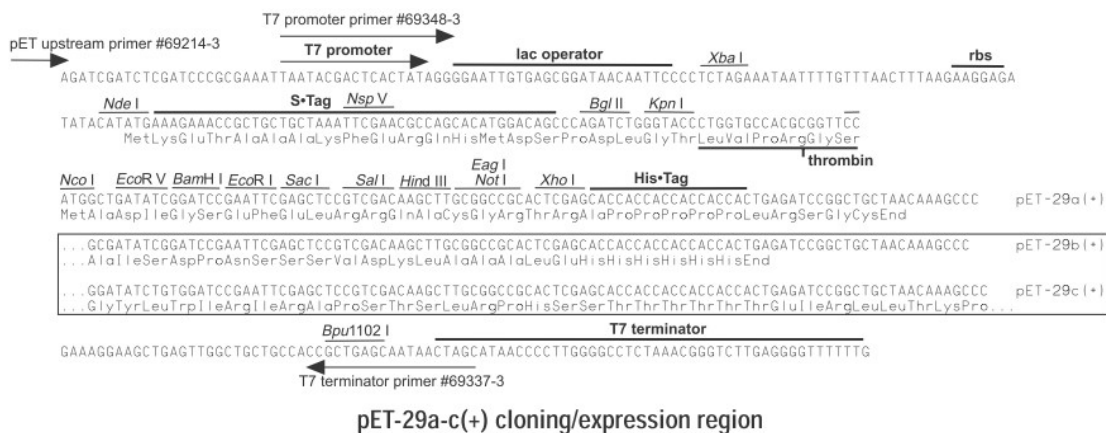 T7 promoter primer #69348-3
pET upstream primer #69214-3
T7 promoter
lac operator
Xba I
rbs
AGATCGATCTCGATCCCGCGAAATTAATACGACTCACTATAGGGGAATTGTGAGCGGATAACAATTCCCCTCTAGAAATAATTTTGTTTAACTTTAAGAAGGAGA
Nde I
S•Tag
Nsp V
Bgl II
Kpn I
TATACATATGAAAGAAACCGCTGCTGCTAAATTCGAACGCCAGCACATGGACAGCCCAGATCTGGGTACCCTGGTGCCACGCGGTTCC
MetLysGluThrAlaAlaAlaLysPheGluArgGlnHisMetAspSerProAspLeuGlyThrLeuValProArgGlySer
thrombin
Nco I
EcoR V
BamH I
EcoR I
Sac I
Sal I
Hind III
Eag I
Not I
Xho I
His•Tag
ATGGCTGATATCGGATCCGAATTCGAGCTCCGTCGACAAGCTTGCGGCCGCACTCGAGCACCACCACCACCACCACTGAGATCCGGCTGCTAACAAAGCCC pET-29a(+)
MetAlaAspIleGlySerGluPheGluLeuArgArgGlnAlaCysGlyArgThrArgAlaProProProProProProLeuArgSerGlyCysEnd
...GCGATATCGGATCCGAATTCGAGCTCCGTCGACAAGCTTGCGGCCGCACTCGAGCACCACCACCACCACCACTGAGATCCGGCTGCTAACAAAGCCC pET-29b(+)
...AlaIleSerAspProAsnSerSerSerValAspLysLeuAlaAlaAlaLeuGluHisHisHisHisHisHisEnd
...GGATATCTGTGGATCCGAATTCGAGCTCCGTCGACAAGCTTGCGGCCGCACTCGAGCACCACCACCACCACCACTGAGATCCGGCTGCTAACAAAGCCC pET-29c(+)
...GlyTyrLeuTrpIleArgIleArgAlaProSerThrSerLeuArgProHisSerSerThrThrThrThrThrThrGluIleArgLeuLeuThrLysPro...
Bpu1102 I
T7 terminator
GAAAGGAAGCTGAGTTGGCTGCTGCCACCGCTGAGCAATAACTAGCATAACCCCTTGGGGCCTCTAAACGGGTCTTGAGGGGTTTTTTG
T7 terminator primer #69337-3
pET-29a-c(+) cloning/expression region